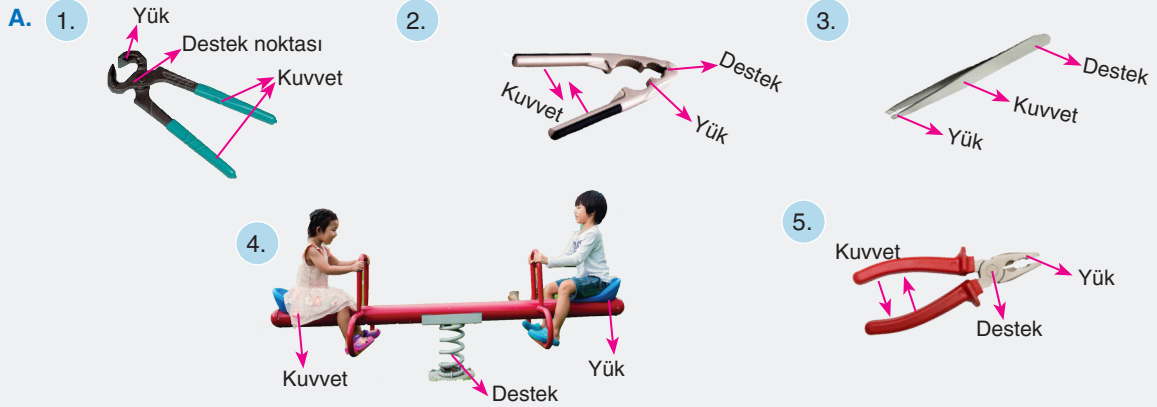 A.
1.
Yük
Destek noktası
Kuvvet
2.
Kuvvet
Destek
Yük
3.
Destek
Kuvvet
Yük
4.
Kuvvet
Destek
Yük
5.
Kuvvet
Yük
Destek